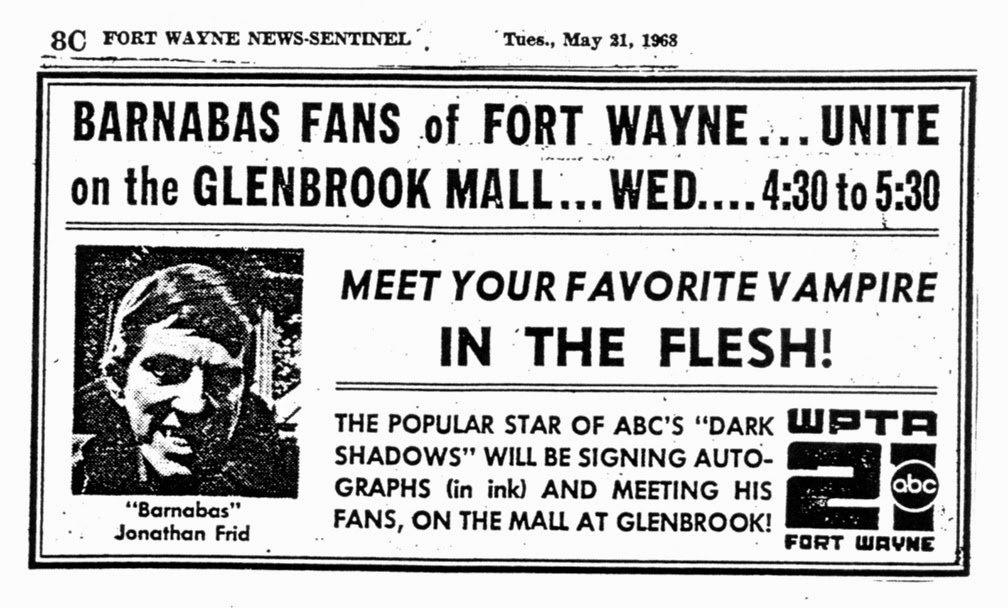 8C FORT WAYNE NEWS-SENTINEL Tues., May 21, 1968
BARNABAS FANS of FORT WAYNE... UNITE
on the GLENBROOK MALL... WED.... 4:30 to 5:30
MEET YOUR FAVORITE VAMPIRE
IN THE FLESH!
"Barnabas"
Jonathan Frid
THE POPULAR STAR OF ABC'S "DARK
SHADOWS" WILL BE SIGNING AUTO-
GRAPHS (in ink) AND MEETING HIS
FANS, ON THE MALL AT GLENBROOK!
WPTA
21
abc
FORT WAYNE